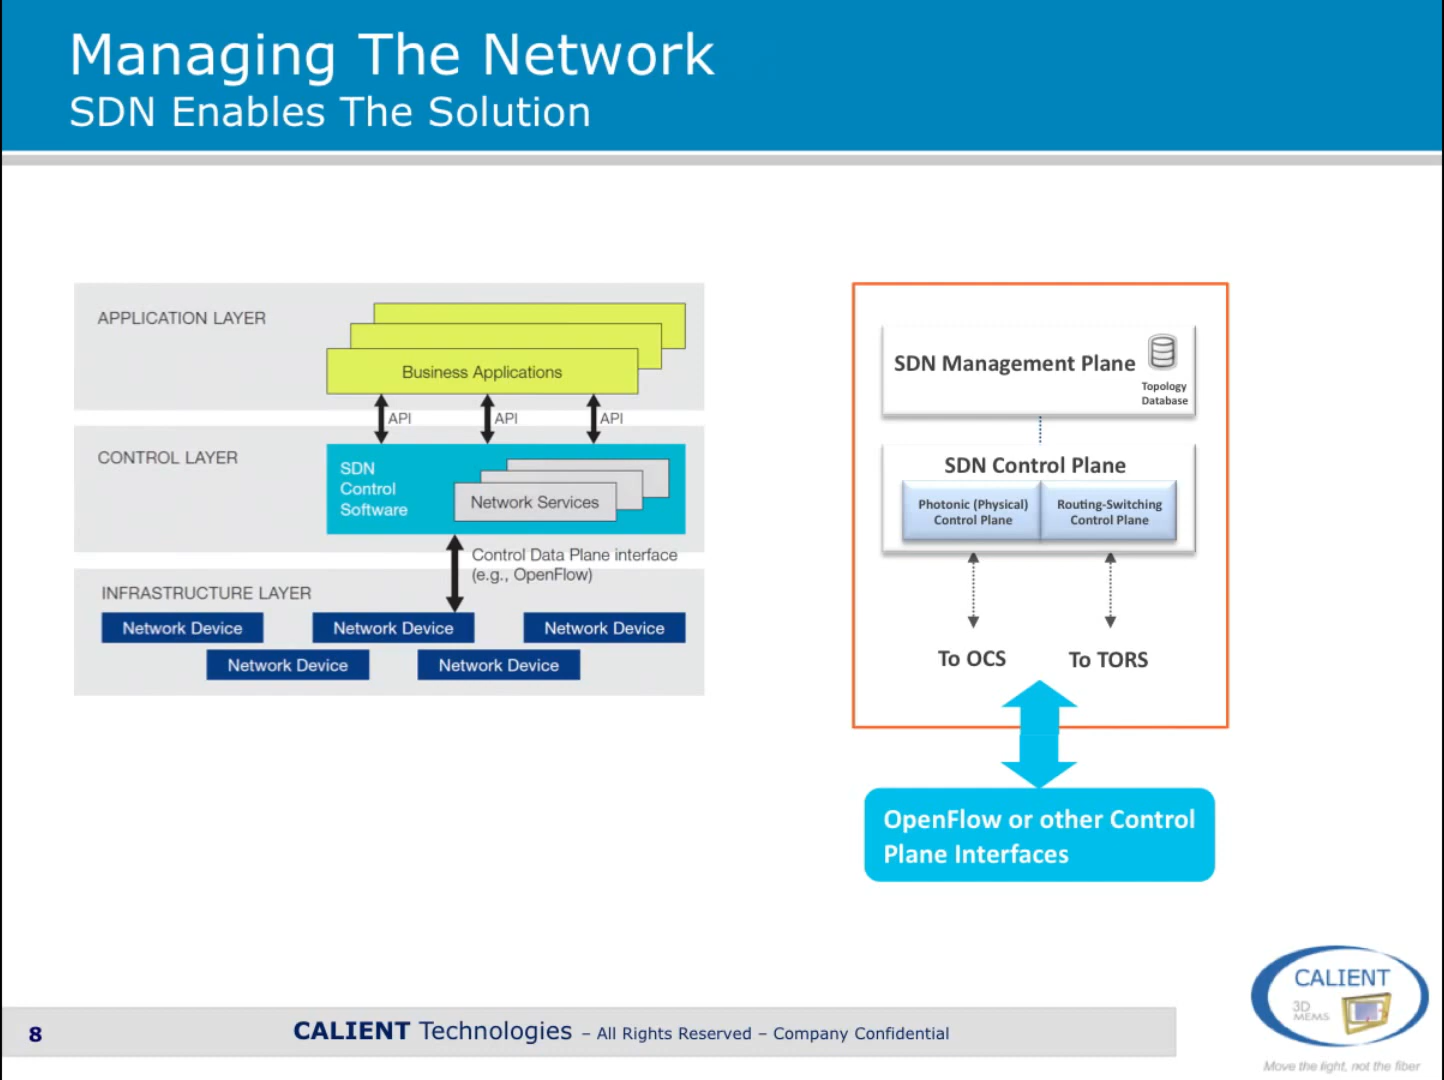 Managing The Network
SDN Enables The Solution
APPLICATION LAYER
Business Applications
API
API
API
CONTROL LAYER
SDN
Control
Software
Network Services
Control Data Plane interface
(e.g., OpenFlow)
INFRASTRUCTURE LAYER
Network Device
Network Device
Network Device
Network Device
Network Device
SDN Management Plane
Topology
Database
SDN Control Plane
Photonic (Physical)
Control Plane
Routing-Switching
Control Plane
To OCS
To TORS
OpenFlow or other Control
Plane Interfaces
8
CALIENT Technologies – All Rights Reserved – Company Confidential
CALIENT
3D
MEMS
Move the light, not the fiber